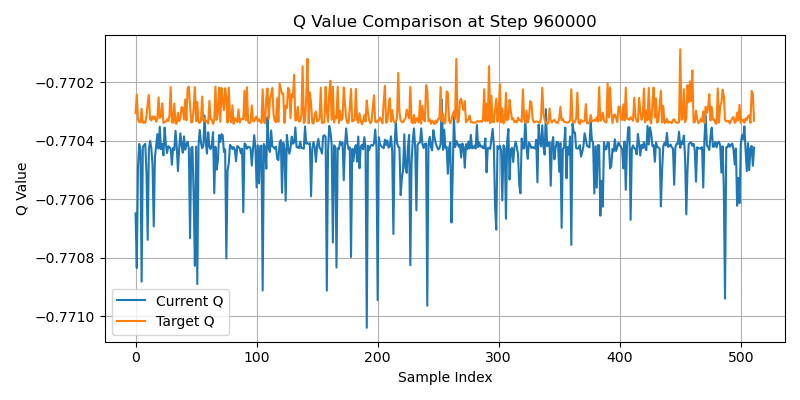 Q Value Comparison at Step 960000
Q Value
−0.7702
−0.7704
−0.7706
−0.7708
−0.7710
Current Q
Target Q
0
100
200
300
400
500
Sample Index